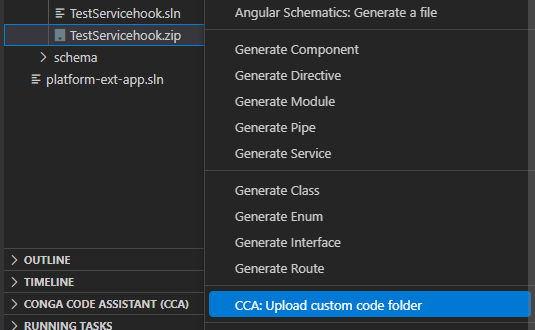 TestServicehook.sln
TestServicehook.zip
schema
platform-ext-app.sln
OUTLINE
TIMELINE
CONGA CODE ASSISTANT (CCA)
RUNNING TASKS
Angular Schematics: Generate a file
Generate Component
Generate Directive
Generate Module
Generate Pipe
Generate Service
Generate Class
Generate Enum
Generate Interface
Generate Route
CCA: Upload custom code folder